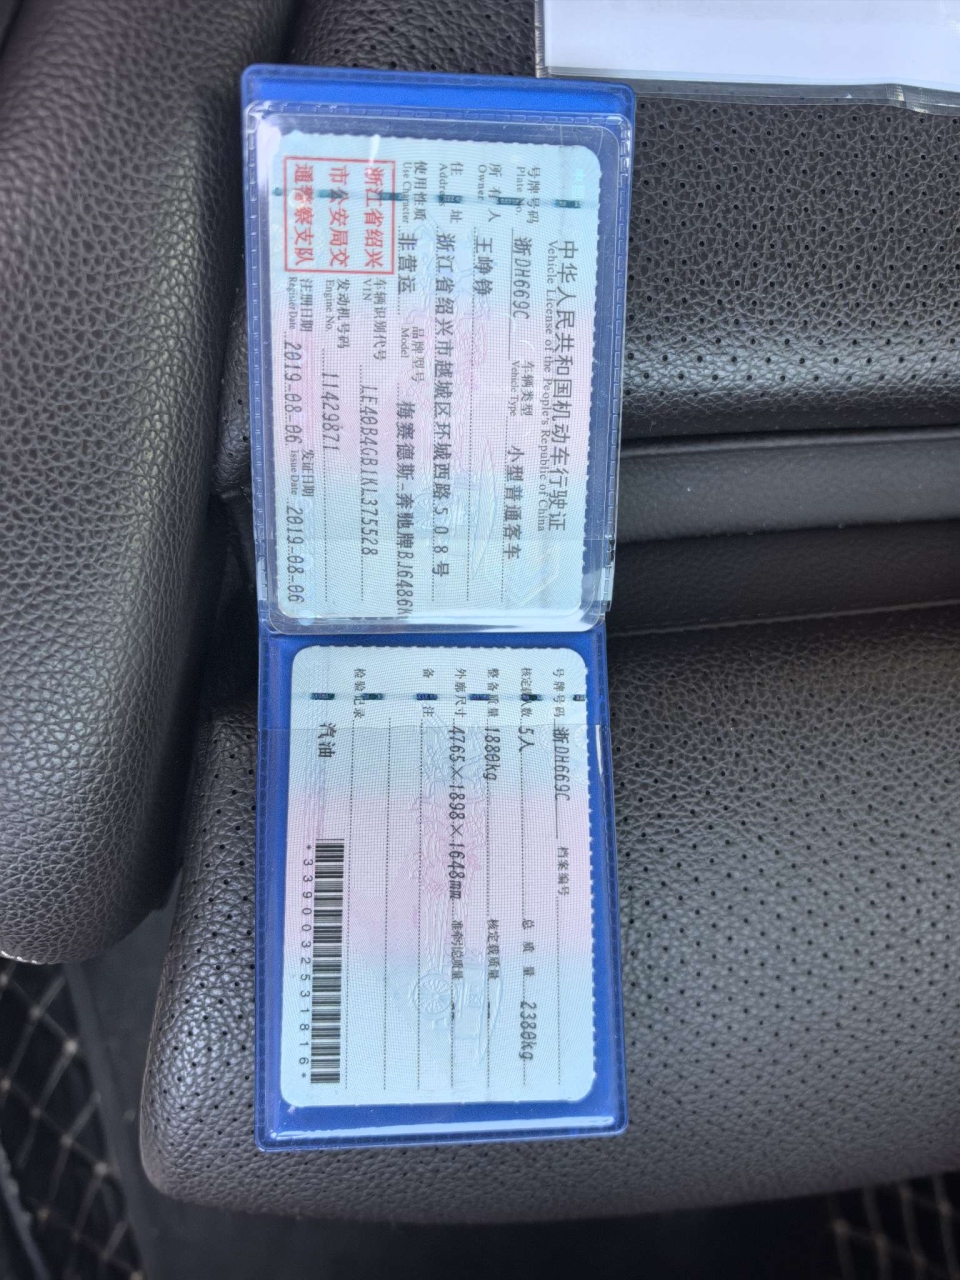 中华人民共和国机动车行驶证
Vehicle License of the People's Republic of China
号牌号码 浙DH669C 车辆类型 小型普通客车
Plate No. Vehicle Type
所有人 王峥铮
Owner
住址 浙江省绍兴市越城区环城西路508号
Address
使用性质 非营运 品牌型号 梅赛德斯-奔驰牌BJ6486
Use Character Model
浙江省绍兴
市公安局交
通警察支队
车辆识别代号 LE40B4GB1KL375528
VIN
发动机号码 11429871
Engine No.
注册日期 2019-08-06 发证日期 2019-08-06
Register Date Issue Date
号牌号码 浙DH669C 档案编号
核定载人数 5人 总质量 2380kg
整备质量 1880kg 核定载质量
外廓尺寸 4765×1898×1648mm 准牵引总质量
备注
检验记录
汽油
*3390032531816*